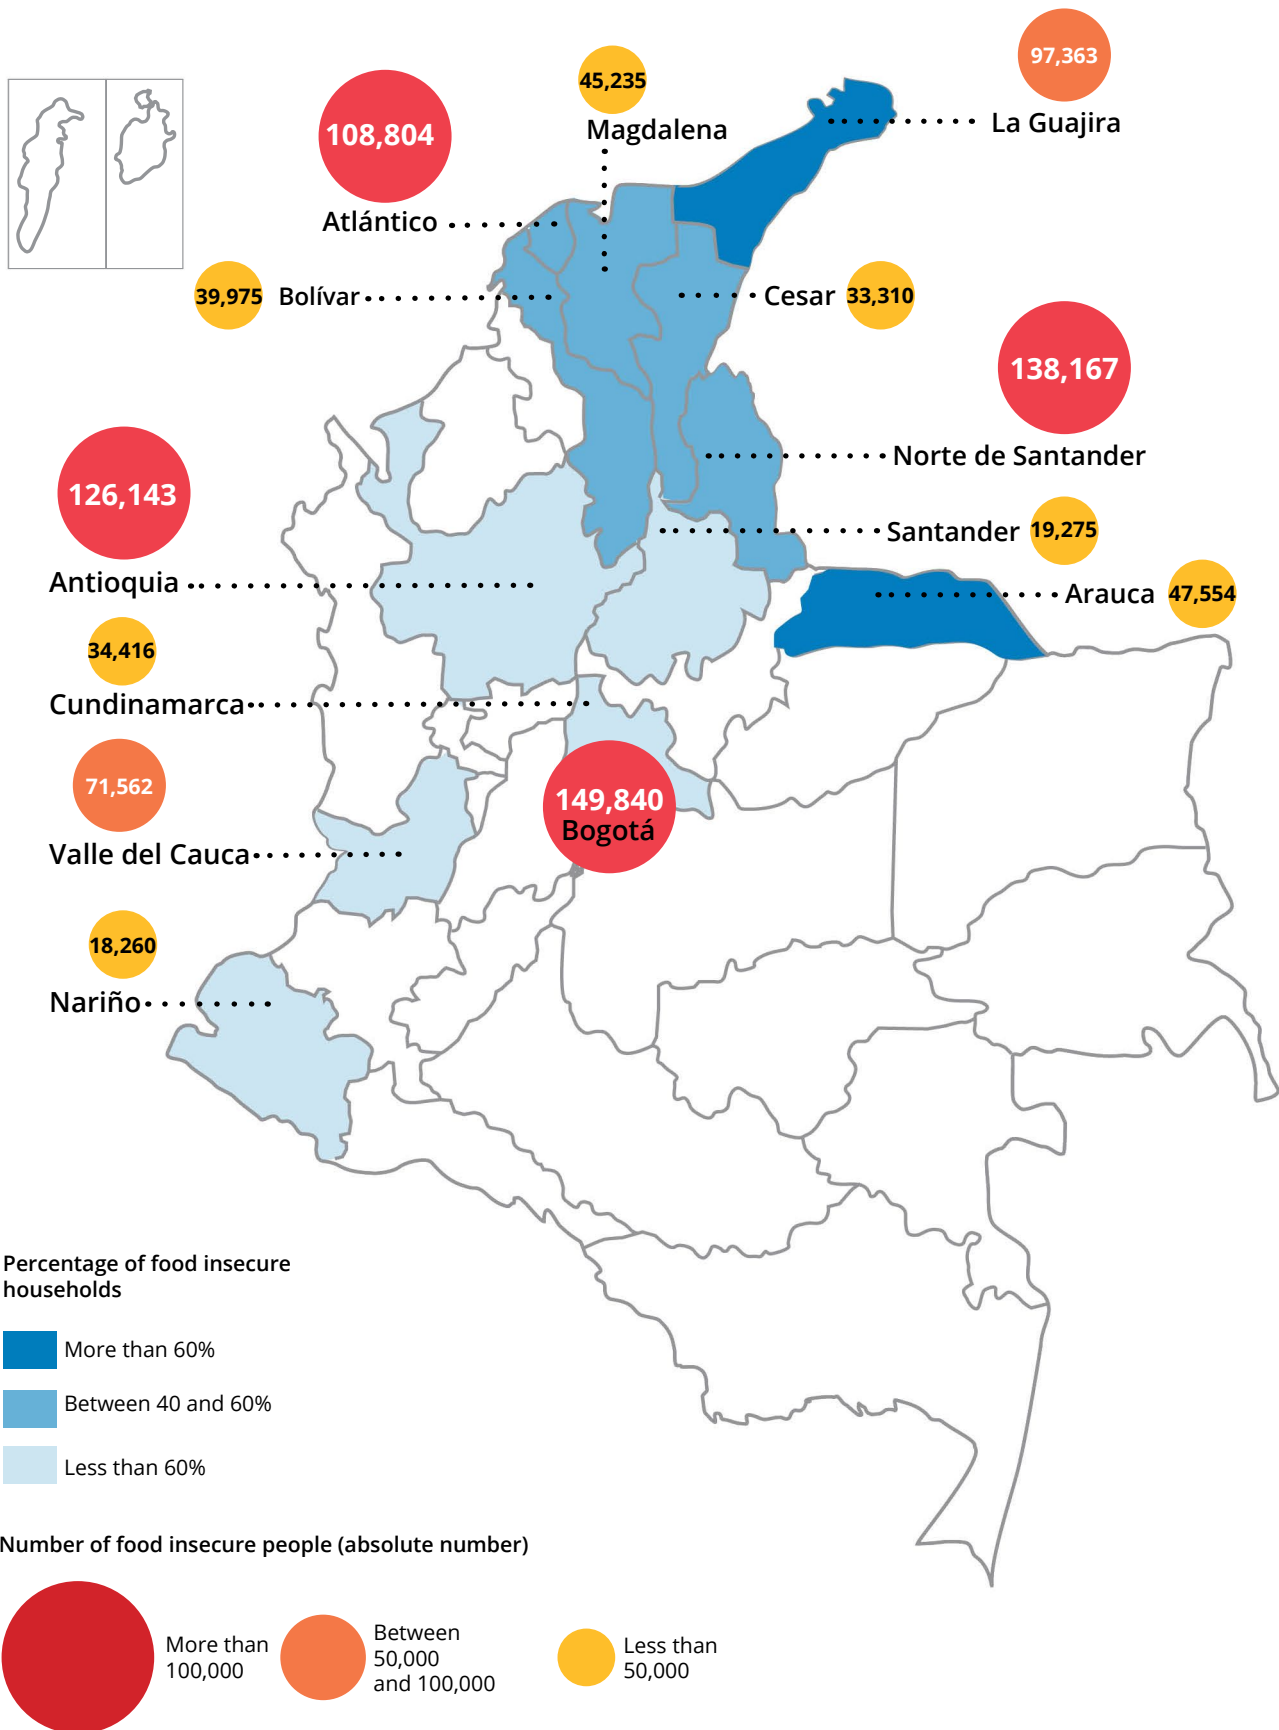 97,363
La Guajira
45,235
Magdalena
108,804
Atlántico
39,975 Bolívar
Cesar 33,310
138,167
Norte de Santander
126,143
Antioquia
Santander 19,275
Arauca 47,554
34,416
Cundinamarca
71,562
Valle del Cauca
149,840
Bogotá
18,260
Nariño
Percentage of food insecure
households
More than 60%
Between 40 and 60%
Less than 60%
Number of food insecure people (absolute number)
More than
100,000
Between
50,000
and 100,000
Less than
50,000